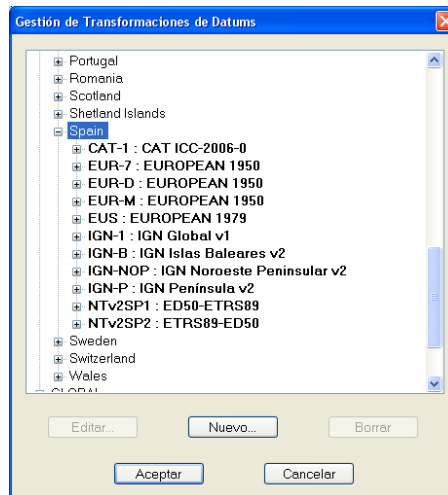 Gestión de Transformaciones de Datums
Portugal
Romania
Scotland
Shetland Islands
Spain
CAT-1 : CAT ICC-2006-0
EUR-7 : EUROPEAN 1950
EUR-D : EUROPEAN 1950
EUR-M : EUROPEAN 1950
EUS : EUROPEAN 1979
IGN-1 : IGN Global v1
IGN-B : IGN Islas Baleares v2
IGN-NOP : IGN Noroeste Peninsular v2
IGN-P : IGN Península v2
NTv2SP1 : ED50-ETRS89
NTv2SP2 : ETRS89-ED50
Sweden
Switzerland
Wales
GLOBAL
Editar... Nuevo... Borrar
Aceptar Cancelar